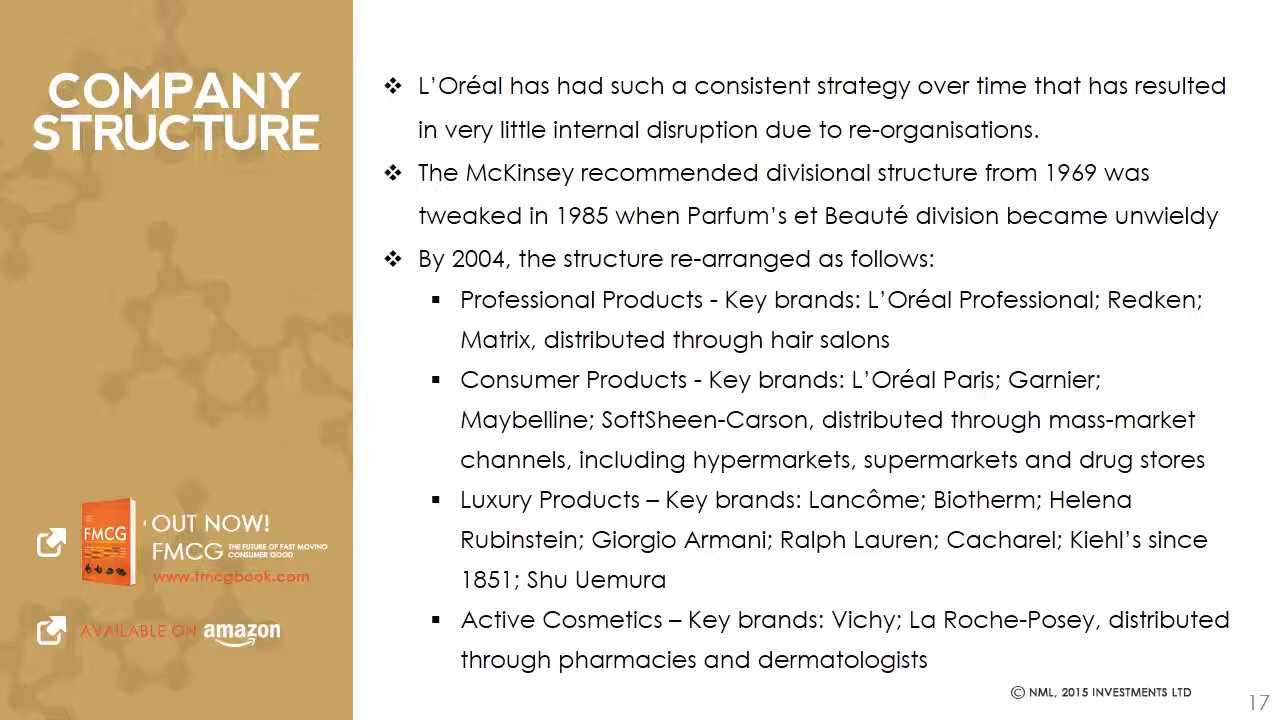 COMPANY
STRUCTURE
❖ L'Oréal has had such a consistent strategy over time that has resulted
in very little internal disruption due to re-organisations.
❖ The McKinsey recommended divisional structure from 1969 was
tweaked in 1985 when Parfum's et Beauté division became unwieldy
❖ By 2004, the structure re-arranged as follows:
▪ Professional Products - Key brands: L'Oréal Professional; Redken;
Matrix, distributed through hair salons
▪ Consumer Products - Key brands: L'Oréal Paris; Garnier;
Maybelline; SoftSheen-Carson, distributed through mass-market
channels, including hypermarkets, supermarkets and drug stores
▪ Luxury Products – Key brands: Lancôme; Biotherm; Helena
Rubinstein; Giorgio Armani; Ralph Lauren; Cacharel; Kiehl's since
1851; Shu Uemura
▪ Active Cosmetics – Key brands: Vichy; La Roche-Posey, distributed
through pharmacies and dermatologists
FMCG
OUT NOW!
FMCG THE FUTURE OF FAST MOVING
CONSUMER GOOD
www.fmcgbook.com
AVAILABLE ON amazon
© NML, 2015 INVESTMENTS LTD
17